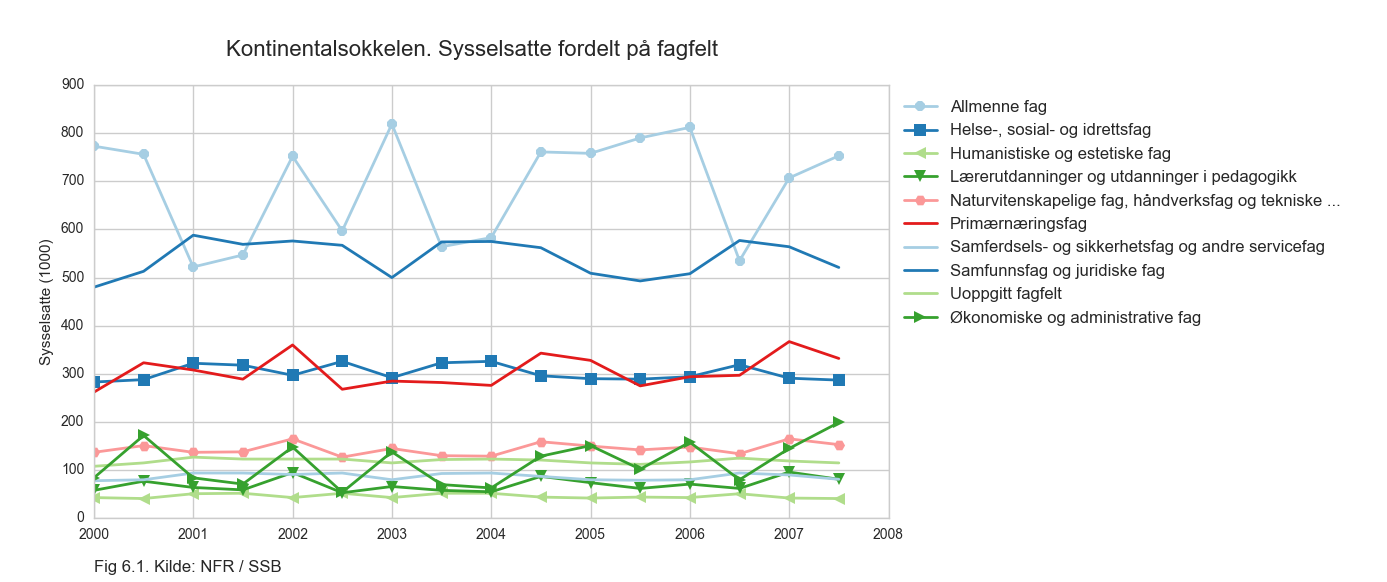 Kontinentalsokkelen. Sysselsatte fordelt på fagfelt
900
800
700
600
500
400
300
200
100
0
Sysselsatte (1000)
2000 2001 2002 2003 2004 2005 2006 2007 2008
Allmenne fag
Helse-, sosial- og idrettsfag
Humanistiske og estetiske fag
Lærerutdanninger og utdanninger i pedagogikk
Naturvitenskapelige fag, håndverksfag og tekniske ...
Primærnæringsfag
Samferdsels- og sikkerhetsfag og andre servicefag
Samfunnsfag og juridiske fag
Uoppgitt fagfelt
Økonomiske og administrative fag
Fig 6.1. Kilde: NFR / SSB